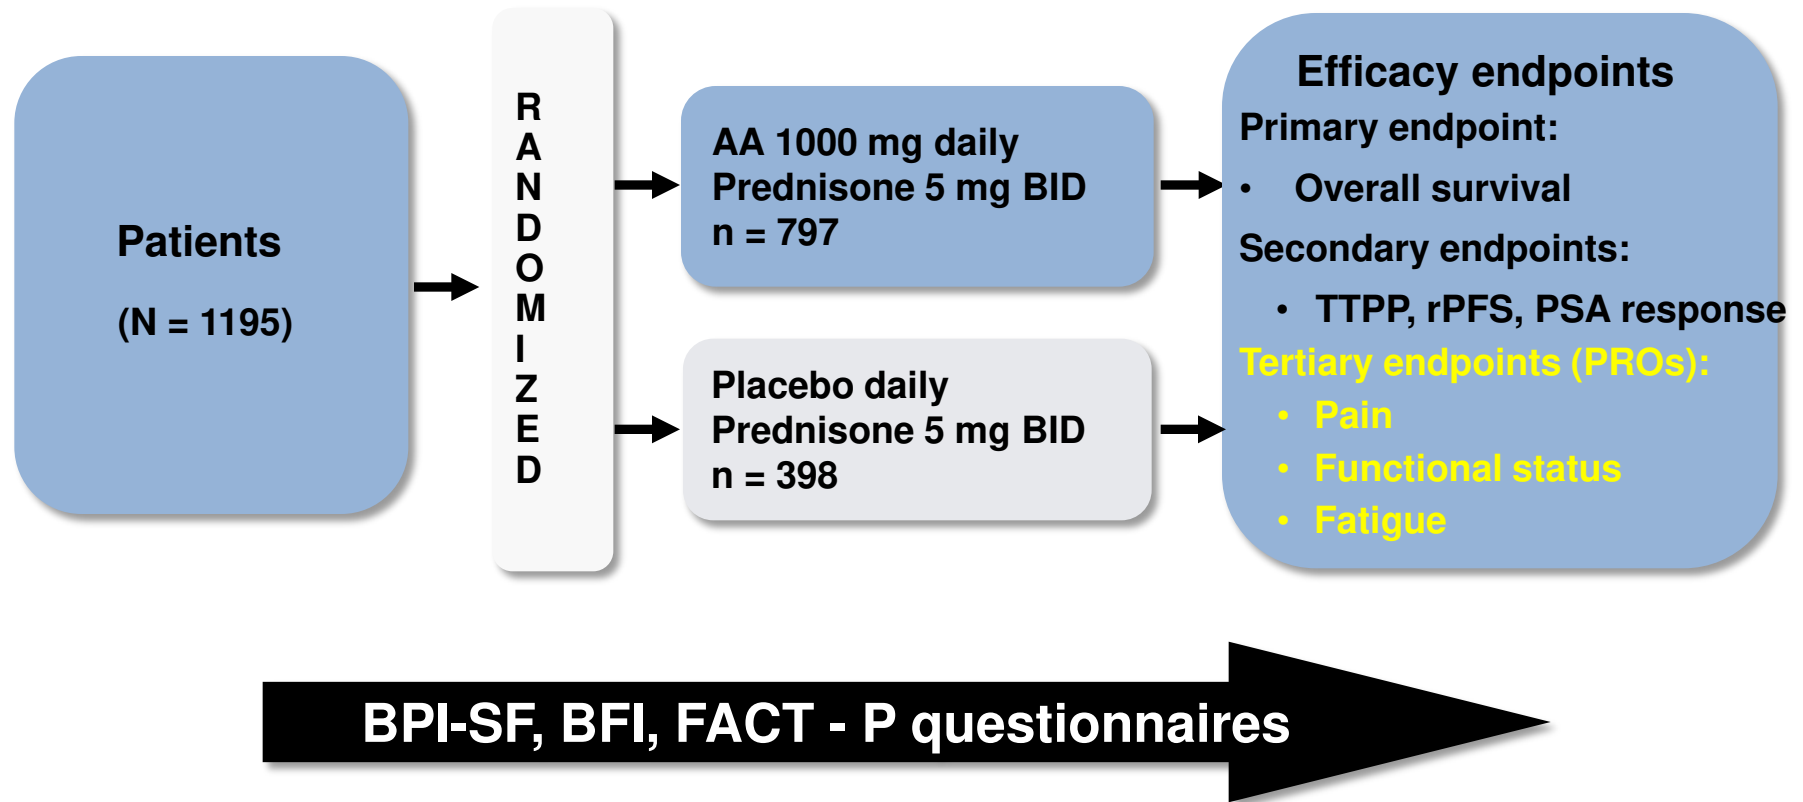 Patients
(N = 1195)
RANDOMIZED
AA 1000 mg daily
Prednisone 5 mg BID
n = 797
Placebo daily
Prednisone 5 mg BID
n = 398
Efficacy endpoints
Primary endpoint:
• Overall survival
Secondary endpoints:
• TTPP, rPFS, PSA response
Tertiary endpoints (PROs):
• Pain
• Functional status
• Fatigue
BPI-SF, BFI, FACT - P questionnaires